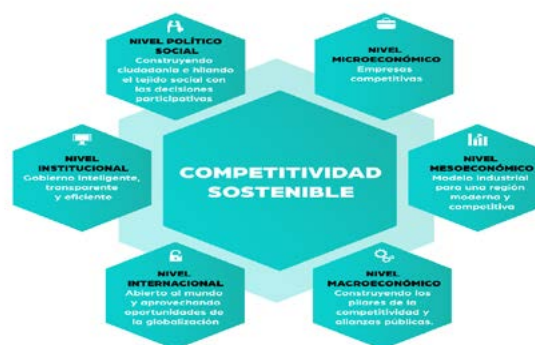 NIVEL POLÍTICO
SOCIAL
Construyendo
ciudadanía e hilando
el tejido social con
las decisiones
participativas
NIVEL
MICROECONÓMICO
Empresas
competitivas
NIVEL
INSTITUCIONAL
Gobierno inteligente,
transparente
y eficiente
COMPETITIVIDAD
SOSTENIBLE
NIVEL
MESOECONÓMICO
Modelo industrial
para una región
moderna y
competitiva
NIVEL
INTERNACIONAL
Abierto al mundo
y aprovechando
oportunidades de
la globalización
NIVEL
MACROECONÓMICO
Construyendo los
pilares de la
competitividad y
alianzas públicas.